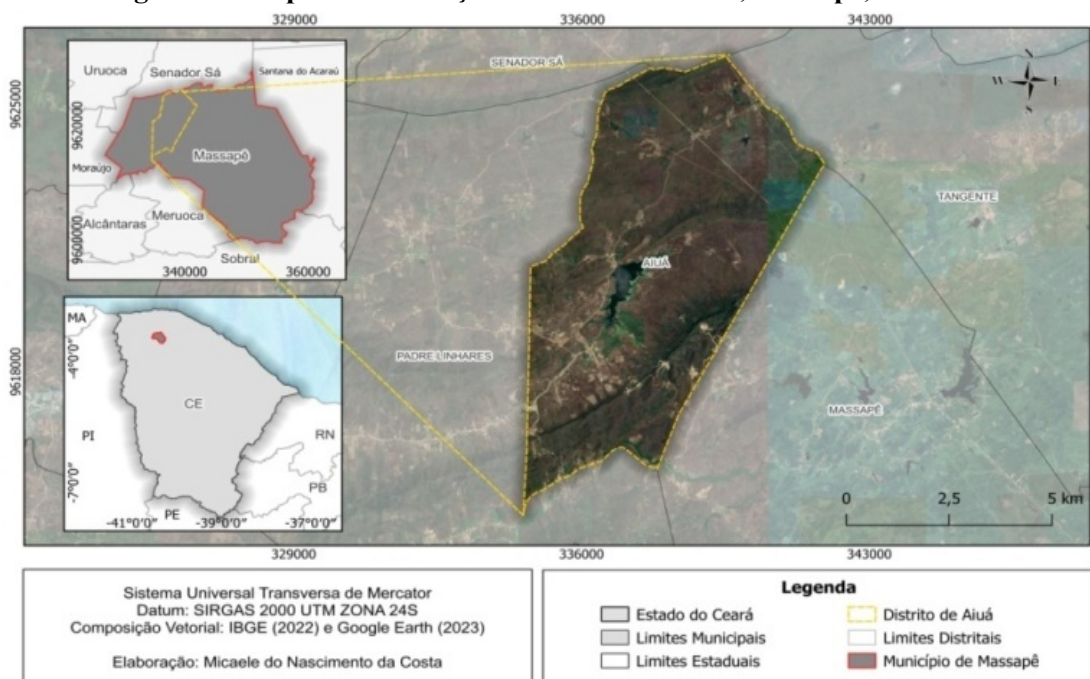 329000 336000 343000
9625000
9618000
Uruoca
Senador Sá
Santana do Acaraú
Massapê
Moraújo
Meruoca
Alcântaras
Sobral
9620000
9600000
340000 360000
MA
CE
PI
RN
PB
PE
-4°0'0"
-7°0'0"
-41°0'0" -39°0'0" -37°0'0"
SENADOR SÁ
TANGENTE
AIUÁ
PADRE LINHARES
MASSAPÊ
0 2,5 5 km
329000 336000 343000
Sistema Universal Transversa de Mercator
Datum: SIRGAS 2000 UTM ZONA 24S
Composição Vetorial: IBGE (2022) e Google Earth (2023)
Elaboração: Micaele do Nascimento da Costa
Legenda
Estado do Ceará
Limites Municipais
Limites Estaduais
Distrito de Aiuá
Limites Distritais
Município de Massapê